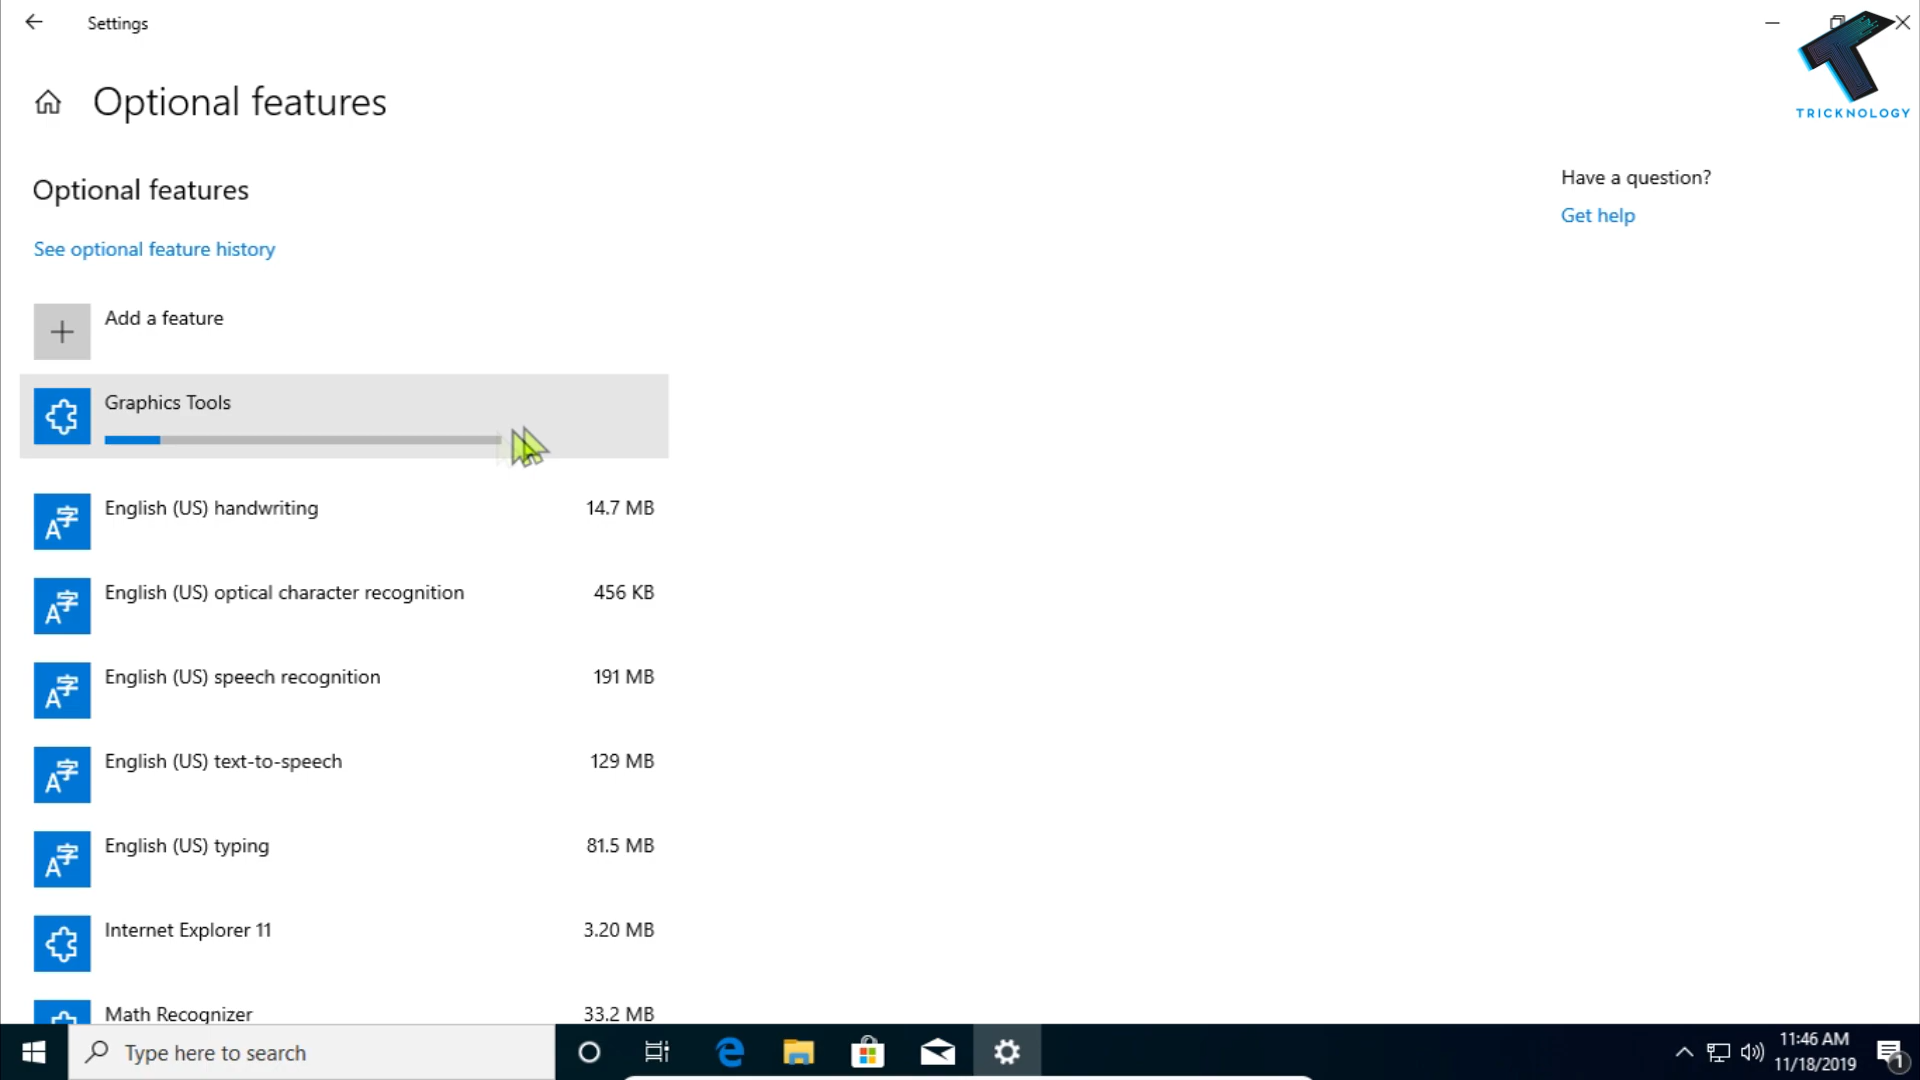 Settings
TRICKNOLOGY
Optional features
Optional features
Have a question?
Get help
See optional feature history
Add a feature
Graphics Tools
English (US) handwriting 14.7 MB
English (US) optical character recognition 456 KB
English (US) speech recognition 191 MB
English (US) text-to-speech 129 MB
English (US) typing 81.5 MB
Internet Explorer 11 3.20 MB
Math Recognizer 33.2 MB
Type here to search
11:46 AM
11/18/2019
1